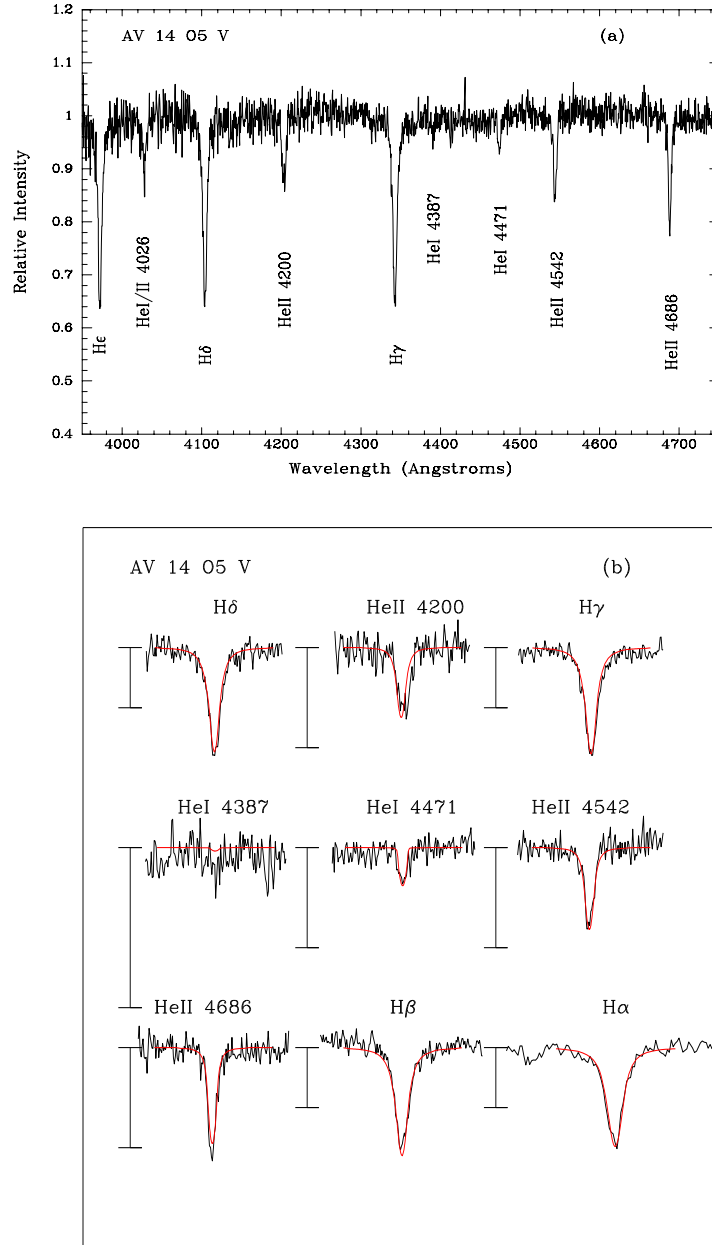 AV 14 O5 V (a)
1.2
1.1
1
0.9
0.8
0.7
0.6
0.5
0.4
Relative Intensity
Hε
HeI/II 4026
Hδ
HeII 4200
Hγ
HeI 4387
HeI 4471
HeII 4542
HeII 4686
4000 4100 4200 4300 4400 4500 4600 4700
Wavelength (Angstroms)
AV 14 O5 V (b)
Hδ HeII 4200 Hγ
HeI 4387 HeI 4471 HeII 4542
HeII 4686 Hβ Hα